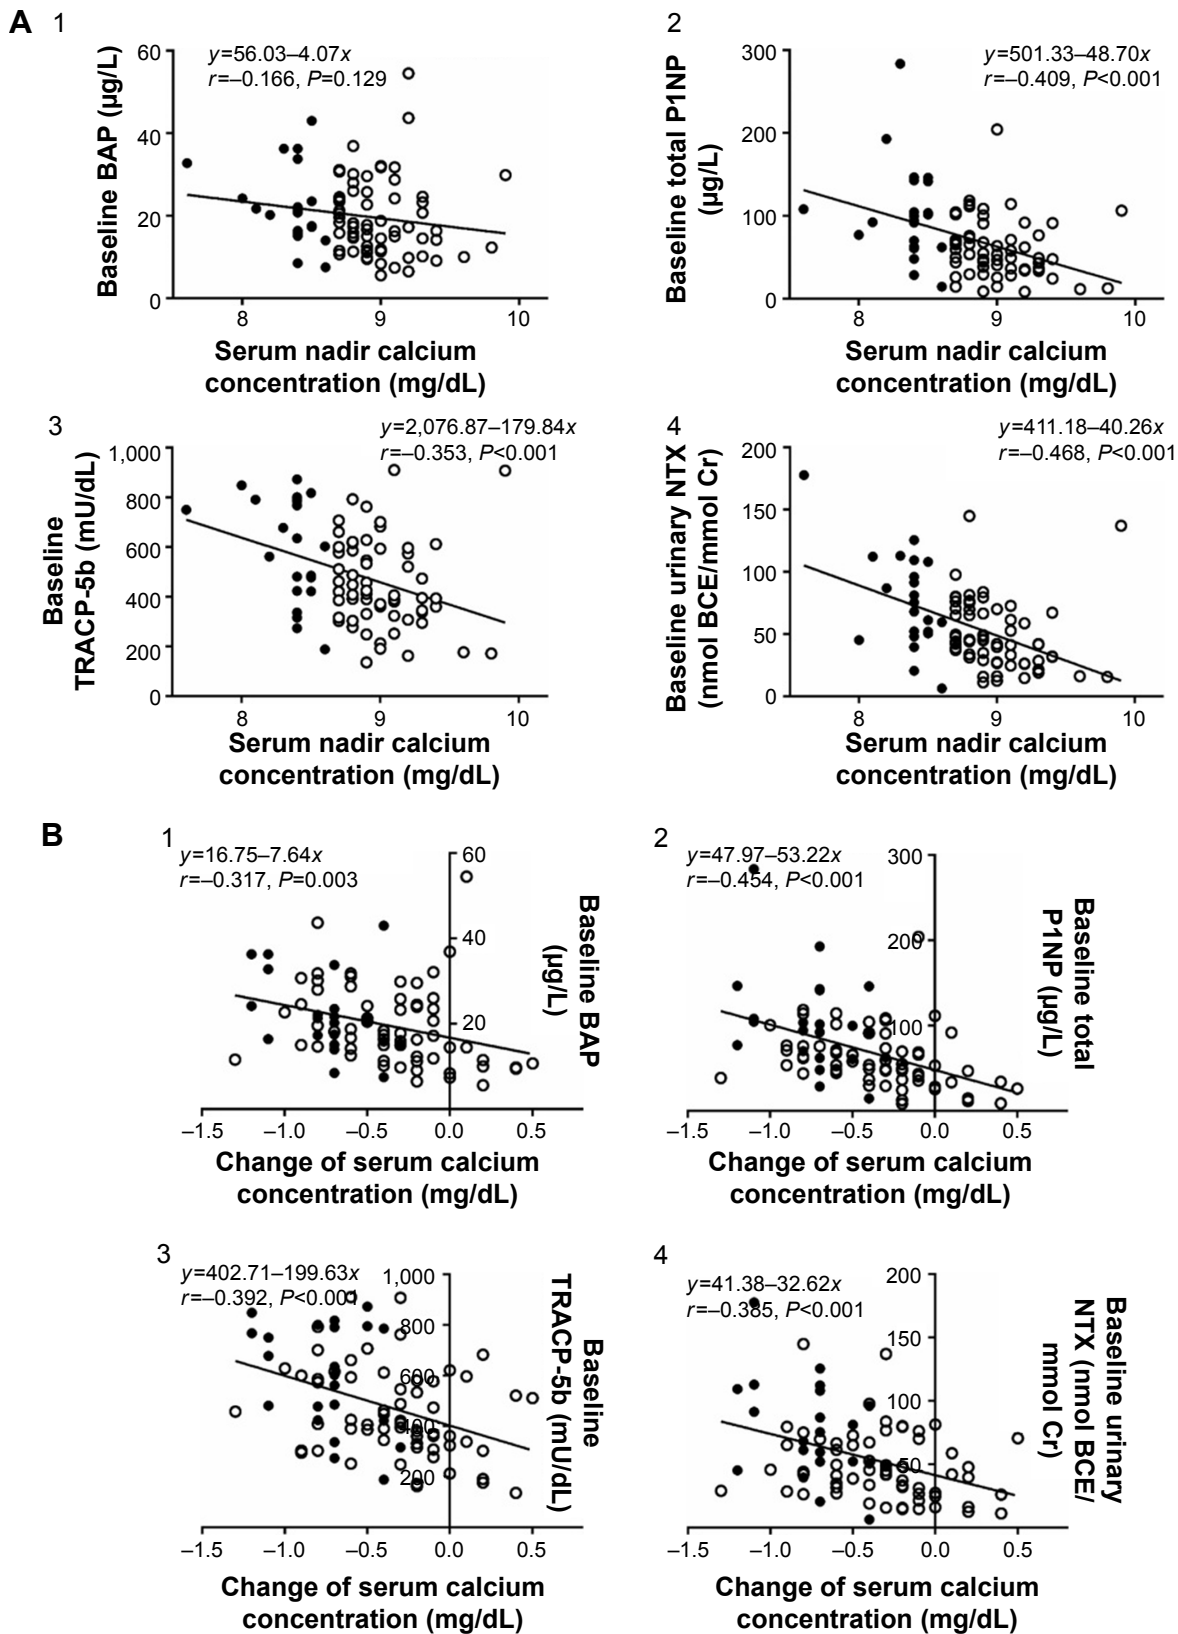 A 1
y=56.03–4.07x
r=–0.166, P=0.129
Baseline BAP (µg/L)
60
40
20
0
8 9 10
Serum nadir calcium
concentration (mg/dL)
2
y=501.33–48.70x
r=–0.409, P<0.001
Baseline total P1NP
(µg/L)
300
200
100
0
8 9 10
Serum nadir calcium
concentration (mg/dL)
3
y=2,076.87–179.84x
r=–0.353, P<0.001
Baseline
TRACP-5b (mU/dL)
1,000
800
600
400
200
0
8 9 10
Serum nadir calcium
concentration (mg/dL)
4
y=411.18–40.26x
r=–0.468, P<0.001
Baseline urinary NTX
(nmol BCE/mmol Cr)
200
150
100
50
0
8 9 10
Serum nadir calcium
concentration (mg/dL)
B 1
y=16.75–7.64x
r=–0.317, P=0.003
60
40
20
Baseline BAP
(µg/L)
–1.5 –1.0 –0.5 0.0 0.5
Change of serum calcium
concentration (mg/dL)
2
y=47.97–53.22x
r=–0.454, P<0.001
300
200
100
Baseline total
P1NP (µg/L)
–1.5 –1.0 –0.5 0.0 0.5
Change of serum calcium
concentration (mg/dL)
3
y=402.71–199.63x
r=–0.392, P<0.001
1,000
800
600
400
200
Baseline
TRACP-5b (mU/dL)
–1.5 –1.0 –0.5 0.0 0.5
Change of serum calcium
concentration (mg/dL)
4
y=41.38–32.62x
r=–0.385, P<0.001
200
150
100
50
Baseline urinary
NTX (nmol BCE/
mmol Cr)
–1.5 –1.0 –0.5 0.0 0.5
Change of serum calcium
concentration (mg/dL)